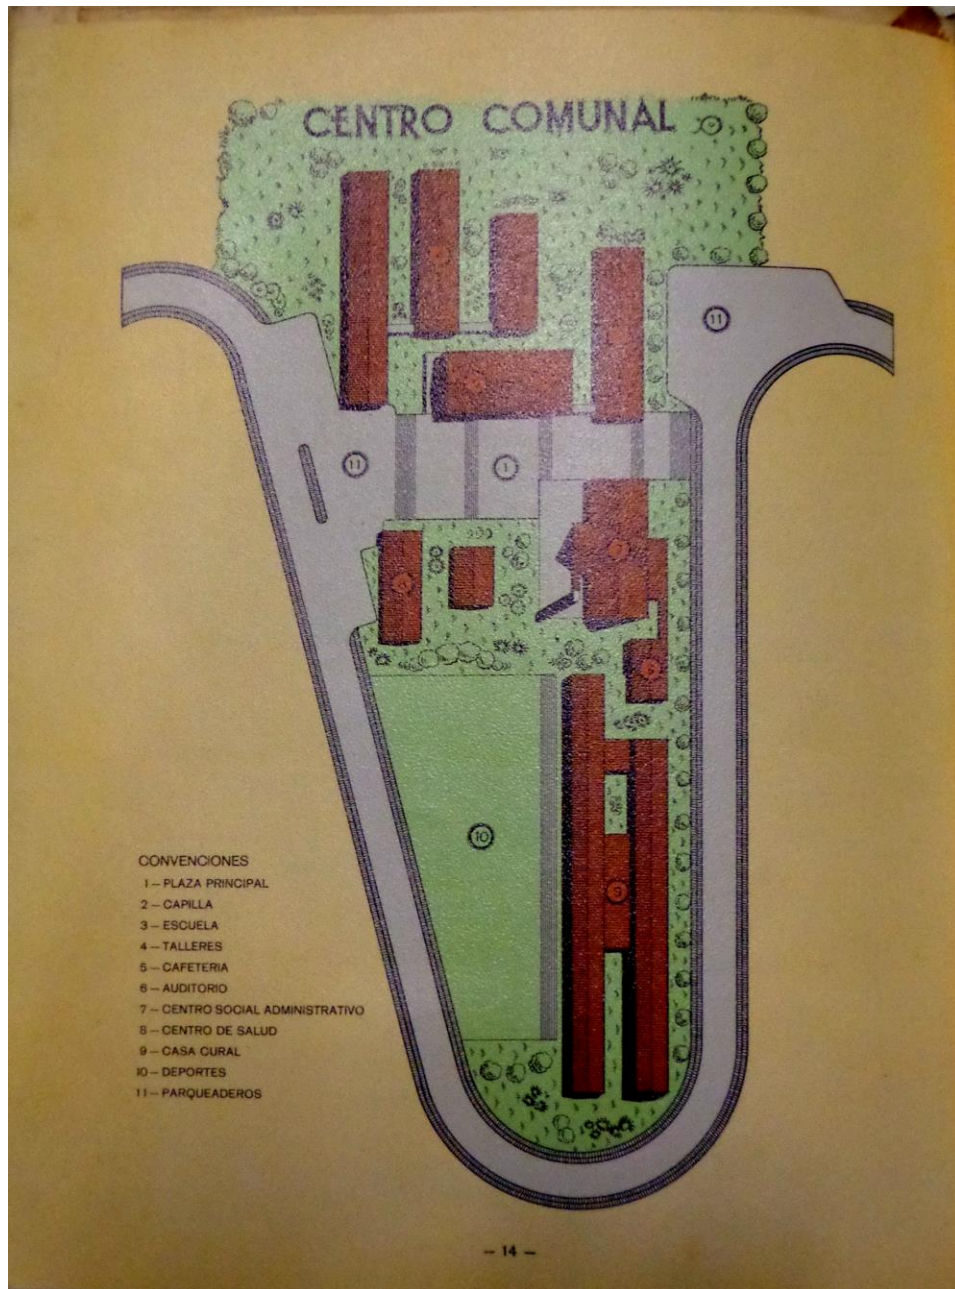 CENTRO COMUNAL
11
11
1
10
3
CONVENCIONES
1 – PLAZA PRINCIPAL
2 – CAPILLA
3 – ESCUELA
4 – TALLERES
5 – CAFETERIA
6 – AUDITORIO
7 – CENTRO SOCIAL ADMINISTRATIVO
8 – CENTRO DE SALUD
9 – CASA CURAL
10 – DEPORTES
11 – PARQUEADEROS
– 14 –